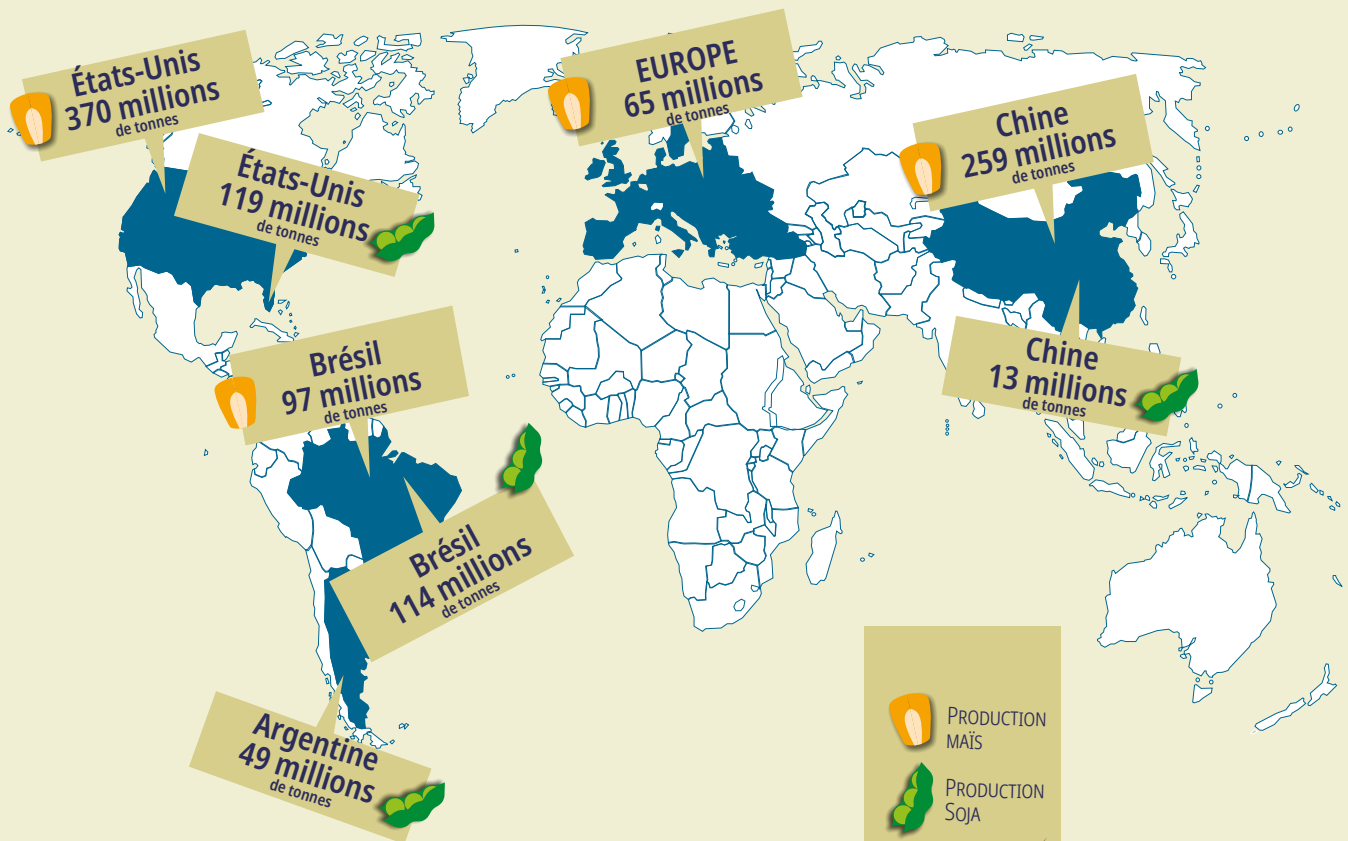 États-Unis
370 millions
de tonnes
États-Unis
119 millions
de tonnes
EUROPE
65 millions
de tonnes
Chine
259 millions
de tonnes
Chine
13 millions
de tonnes
Brésil
97 millions
de tonnes
Brésil
114 millions
de tonnes
Argentine
49 millions
de tonnes
PRODUCTION
MAÏS
PRODUCTION
SOJA